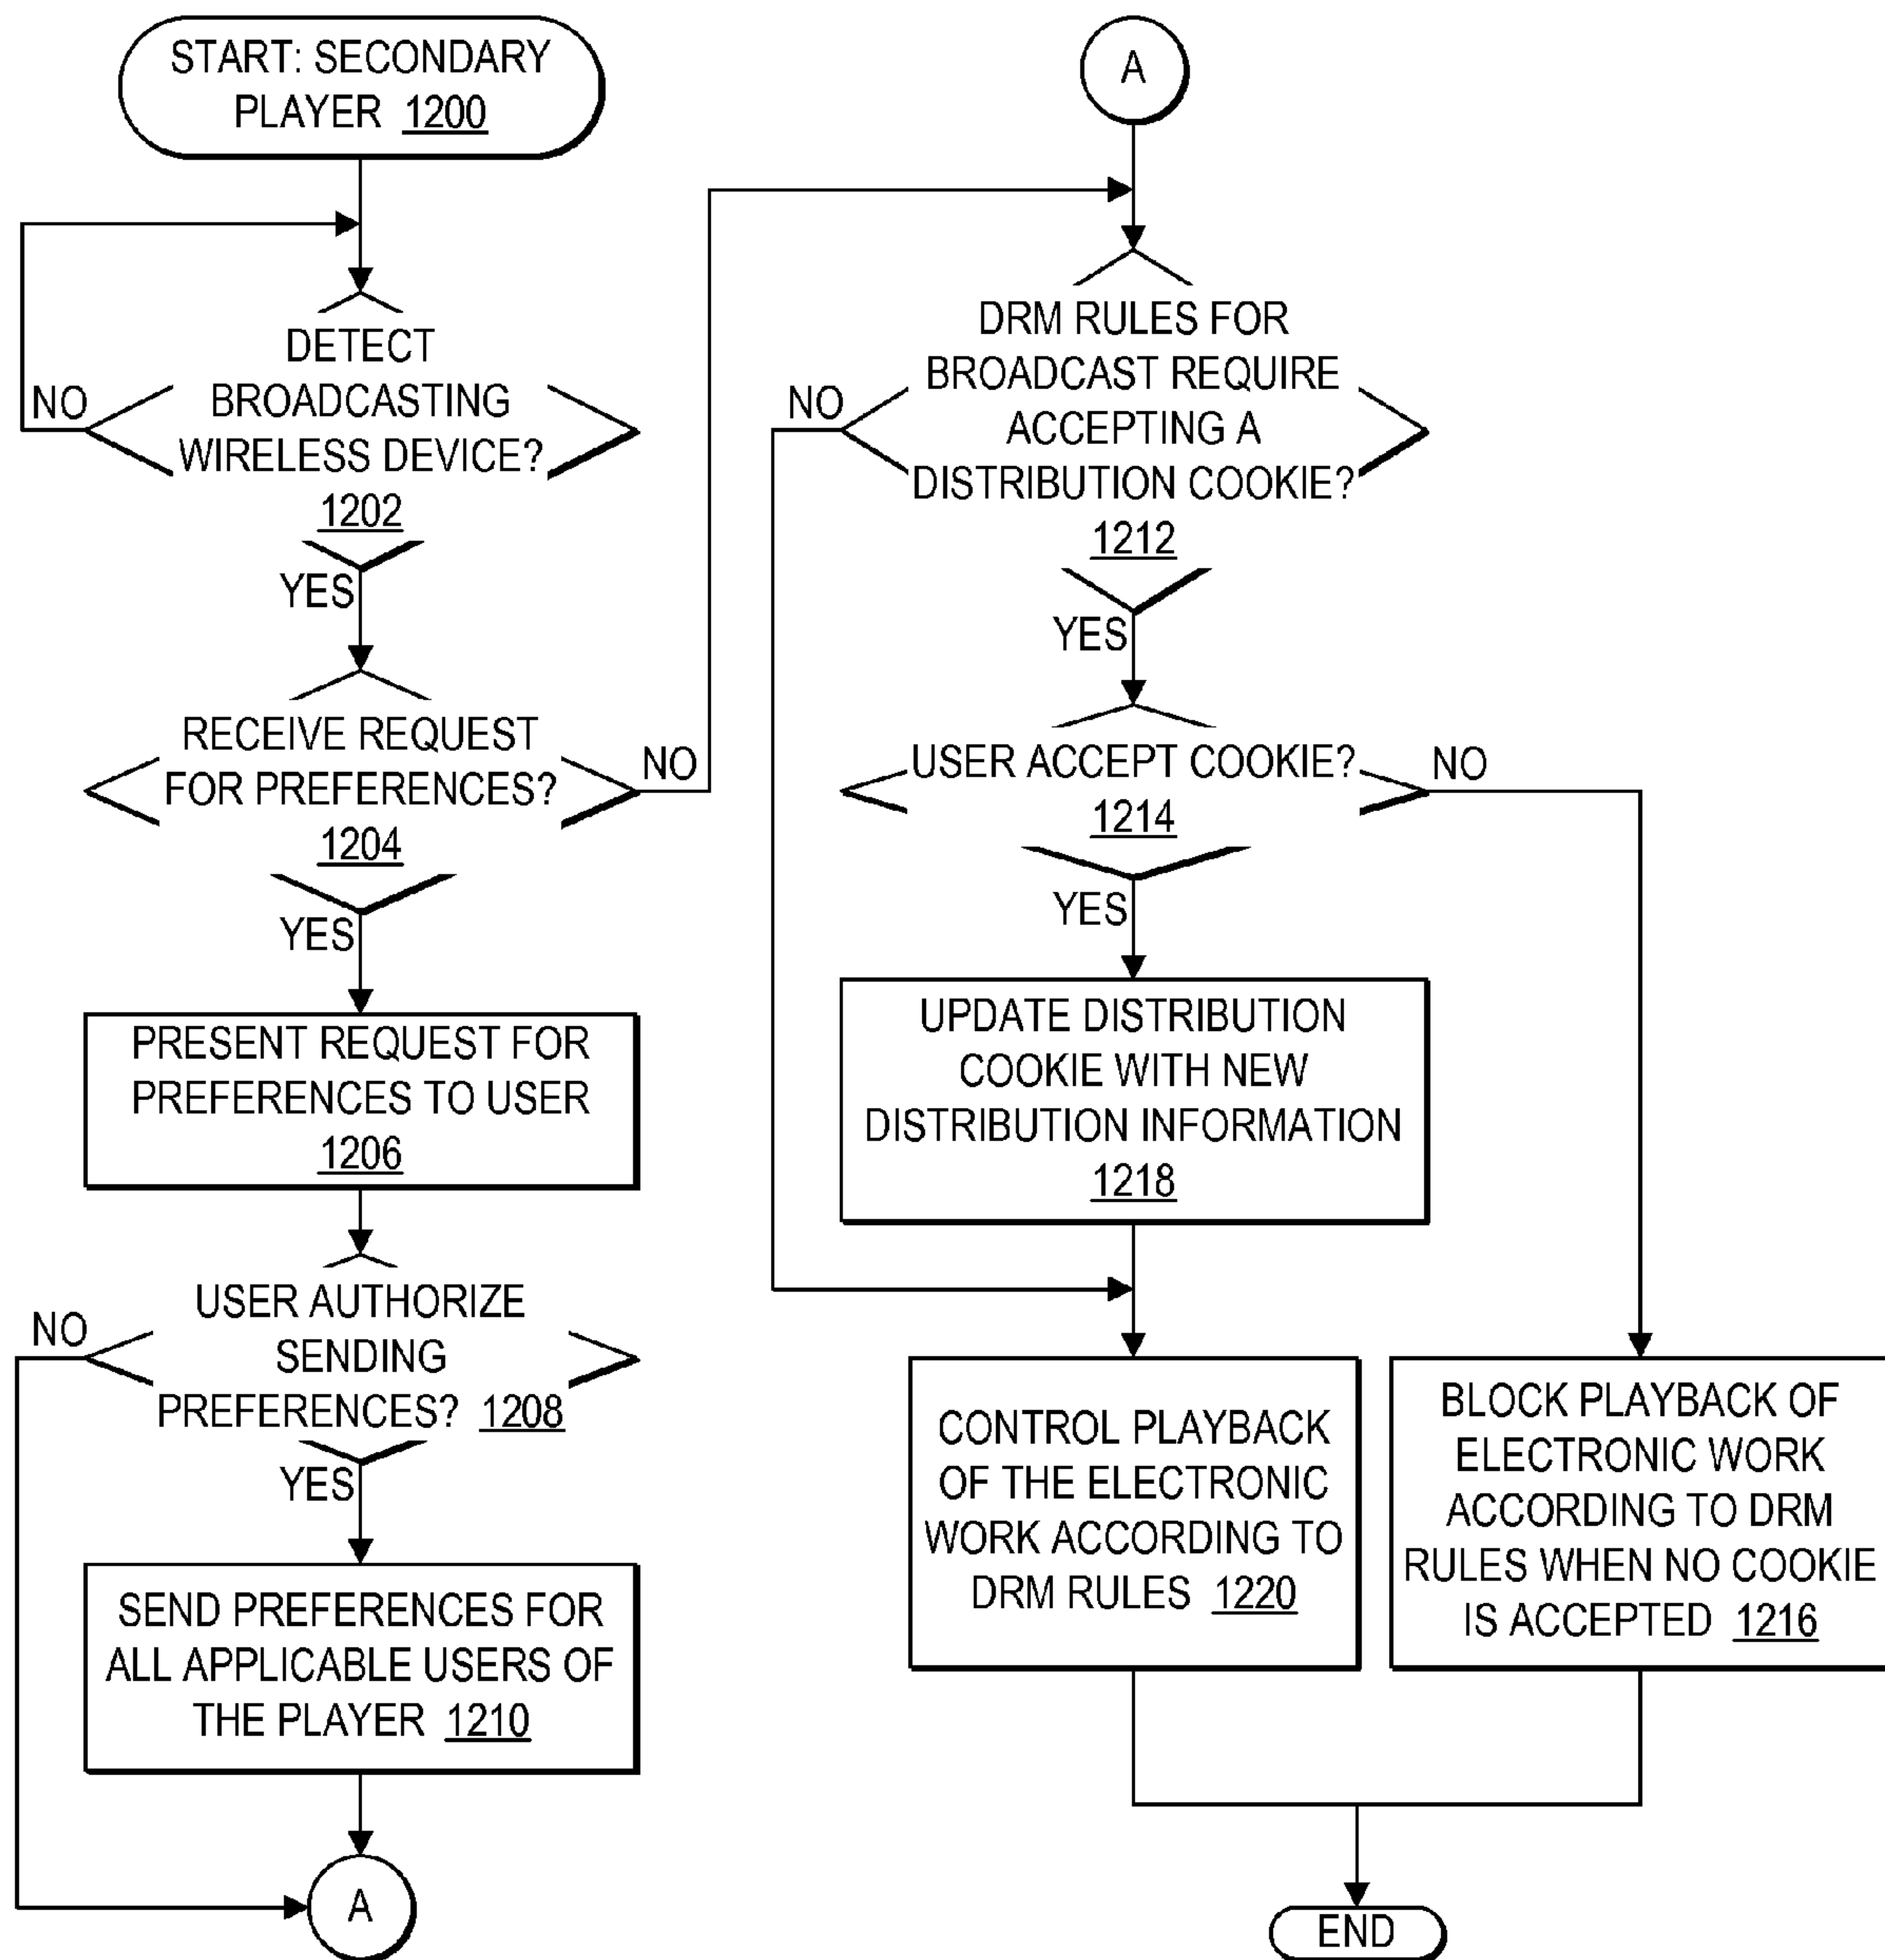 START: SECONDARY
PLAYER 1200
DETECT
BROADCASTING
WIRELESS DEVICE?
1202
NO
YES
RECEIVE REQUEST
FOR PREFERENCES?
1204
NO
YES
PRESENT REQUEST FOR
PREFERENCES TO USER
1206
USER AUTHORIZE
SENDING
PREFERENCES? 1208
NO
YES
SEND PREFERENCES FOR
ALL APPLICABLE USERS OF
THE PLAYER 1210
A
A
DRM RULES FOR
BROADCAST REQUIRE
ACCEPTING A
DISTRIBUTION COOKIE?
1212
NO
YES
USER ACCEPT COOKIE?
1214
NO
YES
UPDATE DISTRIBUTION
COOKIE WITH NEW
DISTRIBUTION INFORMATION
1218
CONTROL PLAYBACK
OF THE ELECTRONIC
WORK ACCORDING TO
DRM RULES 1220
BLOCK PLAYBACK OF
ELECTRONIC WORK
ACCORDING TO DRM
RULES WHEN NO COOKIE
IS ACCEPTED 1216
END